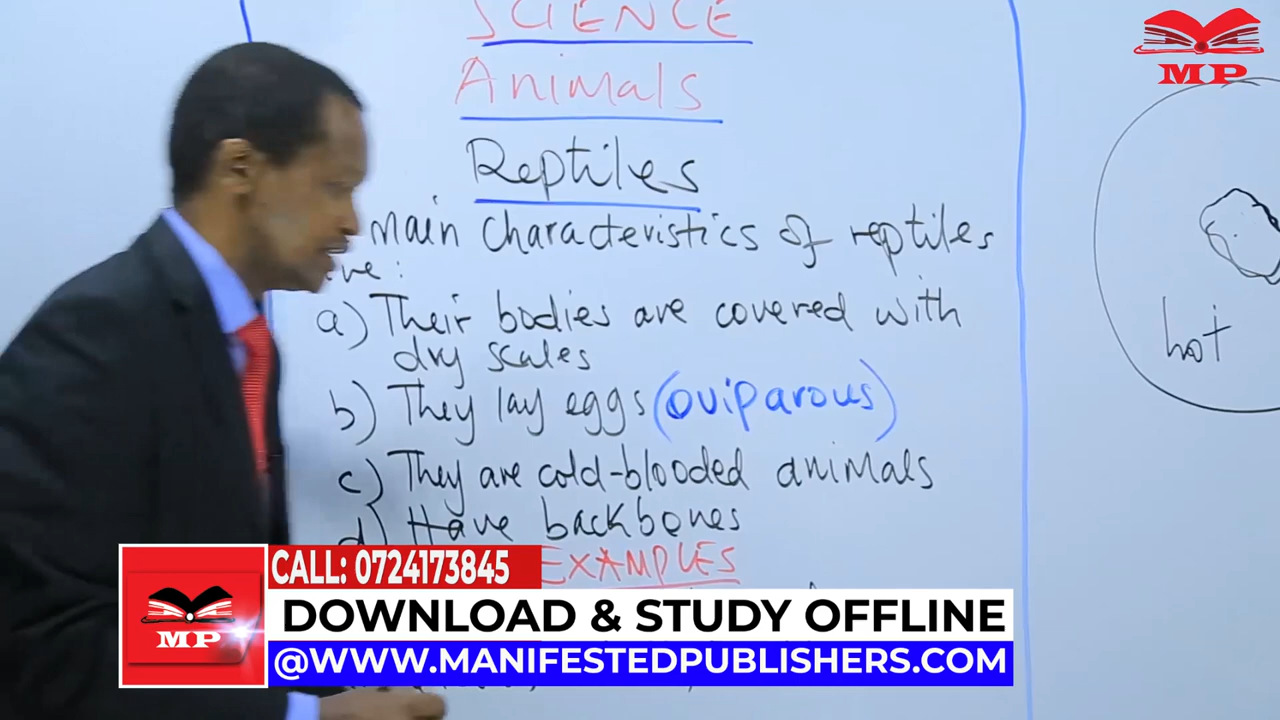 SCIENCE
Animals
Reptiles
main characteristics of reptiles
are:
a) Their bodies are covered with
dry scales
b) They lay eggs (oviparous)
c) They are cold-blooded animals
d) Have backbones
EXAMPLES
hot
MP
CALL: 0724173845
MP
DOWNLOAD & STUDY OFFLINE
@WWW.MANIFESTEDPUBLISHERS.COM